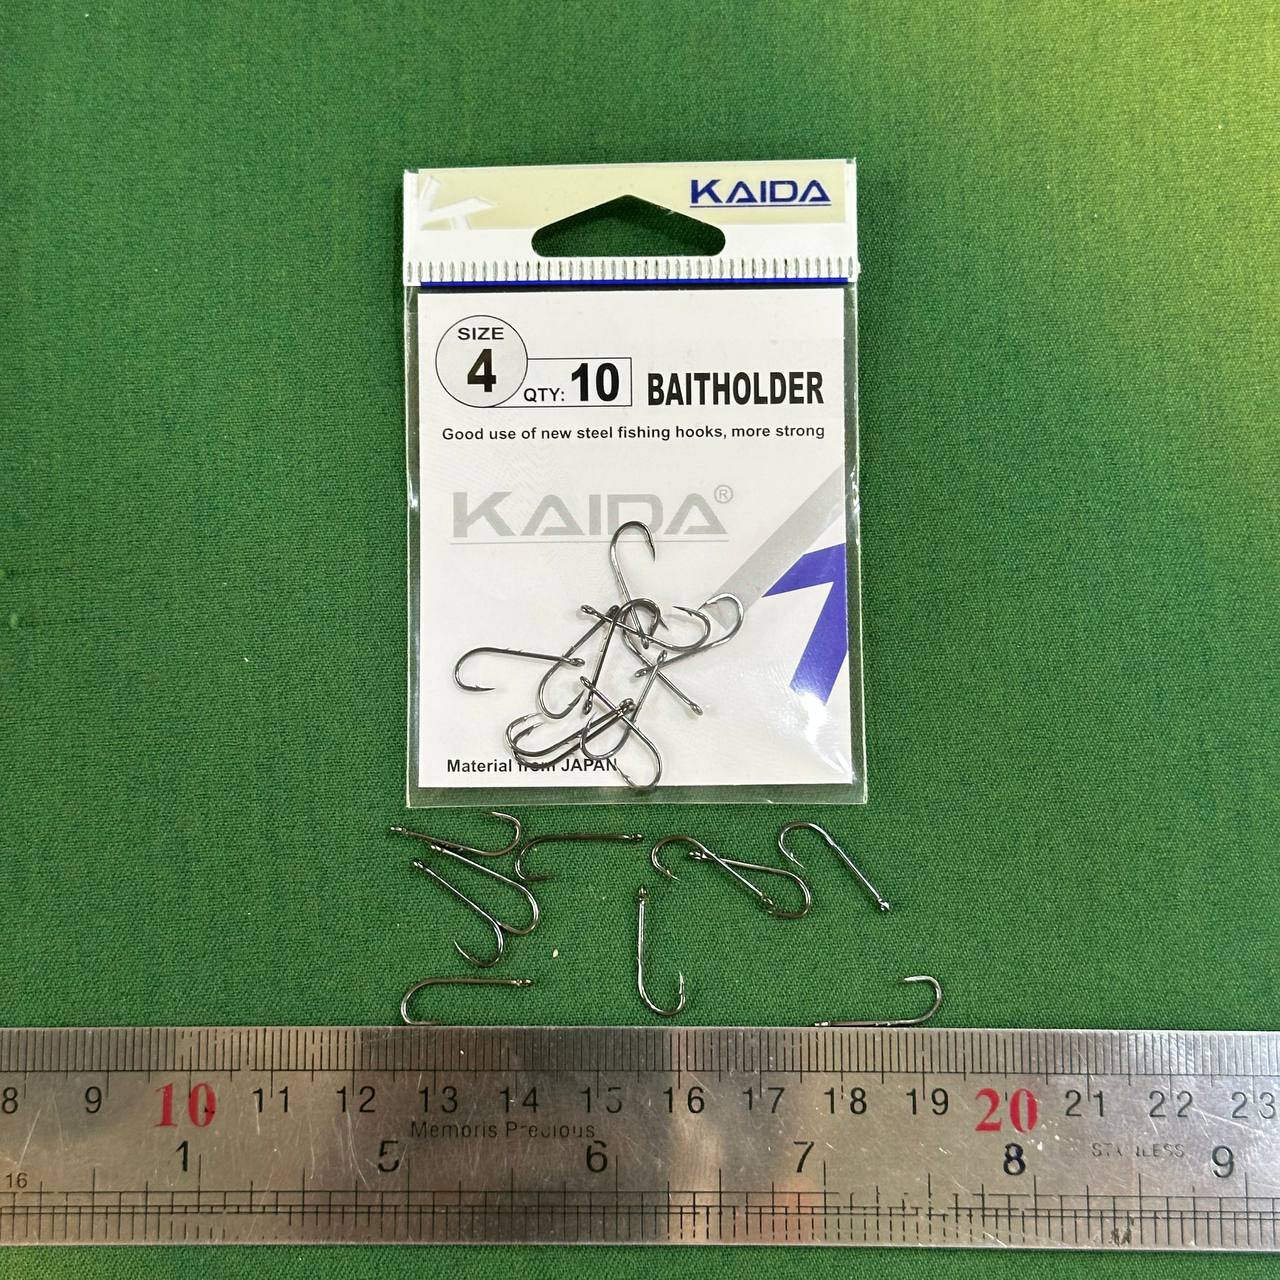 KAIDA
SIZE
4
QTY: 10
BAITHOLDER
Good use of new steel fishing hooks, more strong
KAIDA®
Material from JAPAN
8 9 10 11 12 13 14 15 16 17 18 19 20 21 22 23
Memoris Precious
STAINLESS
1 5 6 7 8 9
16